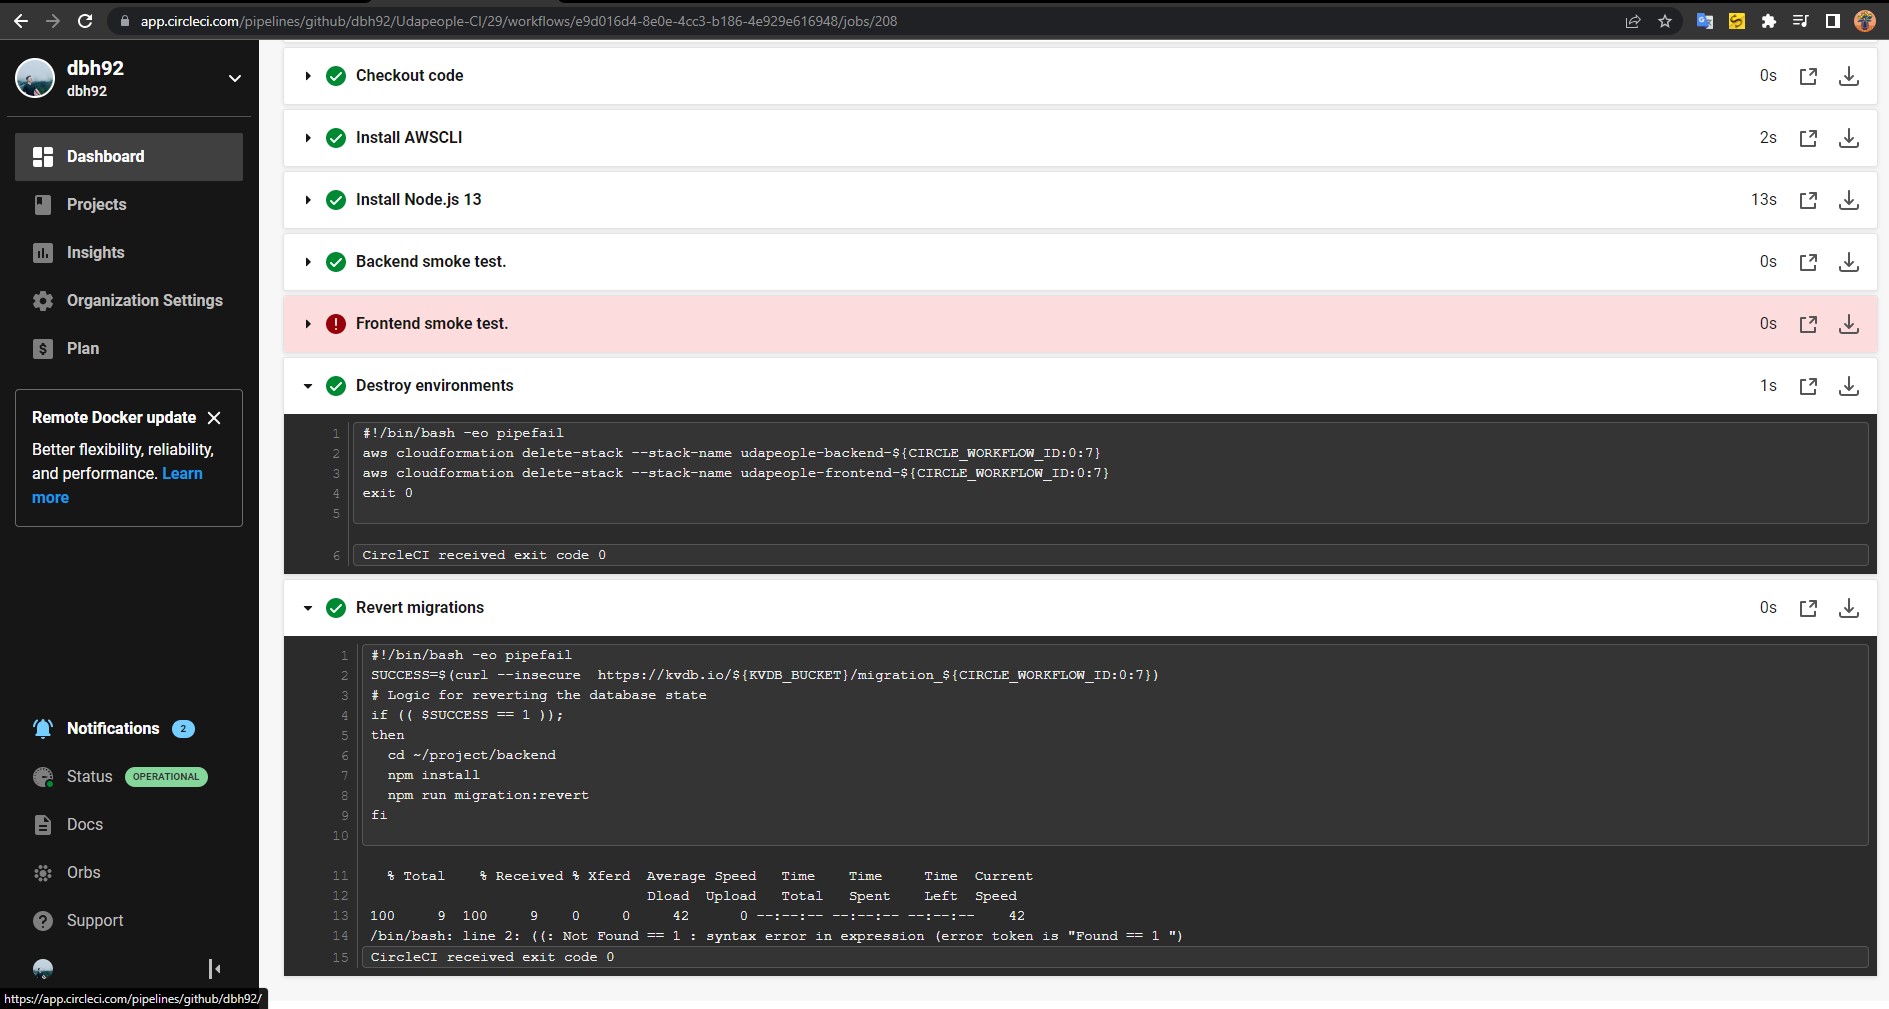 app.circleci.com/pipelines/github/dbh92/Udapeople-CI/29/workflows/e9d016d4-8e0e-4cc3-b186-4e929e616948/jobs/208
dbh92
dbh92
Dashboard
Projects
Insights
Organization Settings
$ Plan
Remote Docker update
Better flexibility, reliability,
and performance. Learn
more
Notifications 2
Status OPERATIONAL
Docs
Orbs
? Support
https://app.circleci.com/pipelines/github/dbh92/
Checkout code 0s
Install AWSCLI 2s
Install Node.js 13 13s
Backend smoke test. 0s
! Frontend smoke test. 0s
Destroy environments 1s
1 #!/bin/bash -eo pipefail
2 aws cloudformation delete-stack --stack-name udapeople-backend-${CIRCLE_WORKFLOW_ID:0:7}
3 aws cloudformation delete-stack --stack-name udapeople-frontend-${CIRCLE_WORKFLOW_ID:0:7}
4 exit 0
5
6 CircleCI received exit code 0
Revert migrations 0s
1 #!/bin/bash -eo pipefail
2 SUCCESS=$(curl --insecure  https://kvdb.io/${KVDB_BUCKET}/migration_${CIRCLE_WORKFLOW_ID:0:7})
3 # Logic for reverting the database state
4 if (( $SUCCESS == 1 ));
5 then
6   cd ~/project/backend
7   npm install
8   npm run migration:revert
9 fi
10
11   % Total    % Received % Xferd  Average Speed   Time    Time     Time  Current
12                                  Dload  Upload   Total   Spent    Left  Speed
13 100     9  100     9    0     0     42      0 --:--:-- --:--:-- --:--:--    42
14 /bin/bash: line 2: ((: Not Found == 1 : syntax error in expression (error token is "Found == 1 ")
15 CircleCI received exit code 0